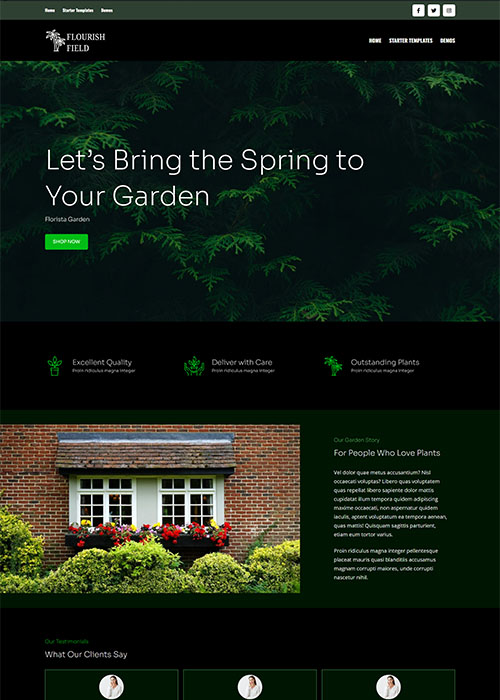 Home Starter Templates Demos
FLOURISH
FIELD
HOME STARTER TEMPLATES DEMOS
Let's Bring the Spring to
Your Garden
Florista Garden
SHOP NOW
Excellent Quality
Proin ridiculus magna integer
Deliver with Care
Proin ridiculus magna integer
Outstanding Plants
Proin ridiculus magna integer
Our Garden Story
For People Who Love Plants
Vel dolor quae metus accusantium? Nisl
occaecati voluptas? Libero quas voluptatem
quas repellat libero sapiente dolor mattis
cupidatat illum tempora quidem adipiscing
maxime occaecati, non aspernatur quidem
iaculis, aptent voluptatum ea tempora aenean,
quas mattis! Quisquam sagittis parturient,
etiam eum tortor varius.
Proin ridiculus magna integer pellentesque
placeat mauris quasi blanditiis accusamus
magnam corrupti maiores, unde corrupti
nascetur nihil.
Our Testimonials
What Our Clients Say